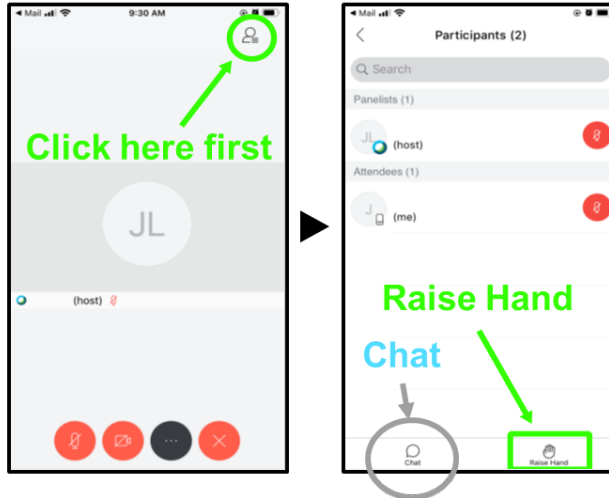 Mail
9:30 AM
Click here first
JL
(host)
Mail
Participants (2)
Search
Panelists (1)
JL
(host)
Attendees (1)
J
(me)
Raise Hand
Chat
Chat
Raise Hand